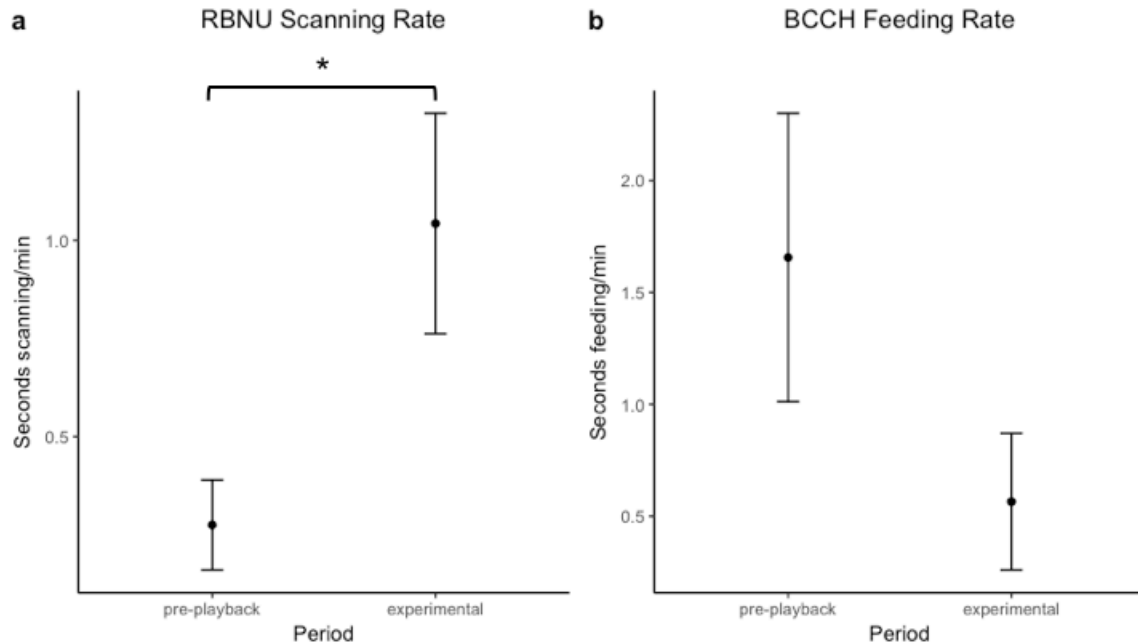 a
RBNU Scanning Rate
*
Seconds scanning/min
1.0
0.5
pre-playback
experimental
Period
b
BCCH Feeding Rate
Seconds feeding/min
2.0
1.5
1.0
0.5
pre-playback
experimental
Period